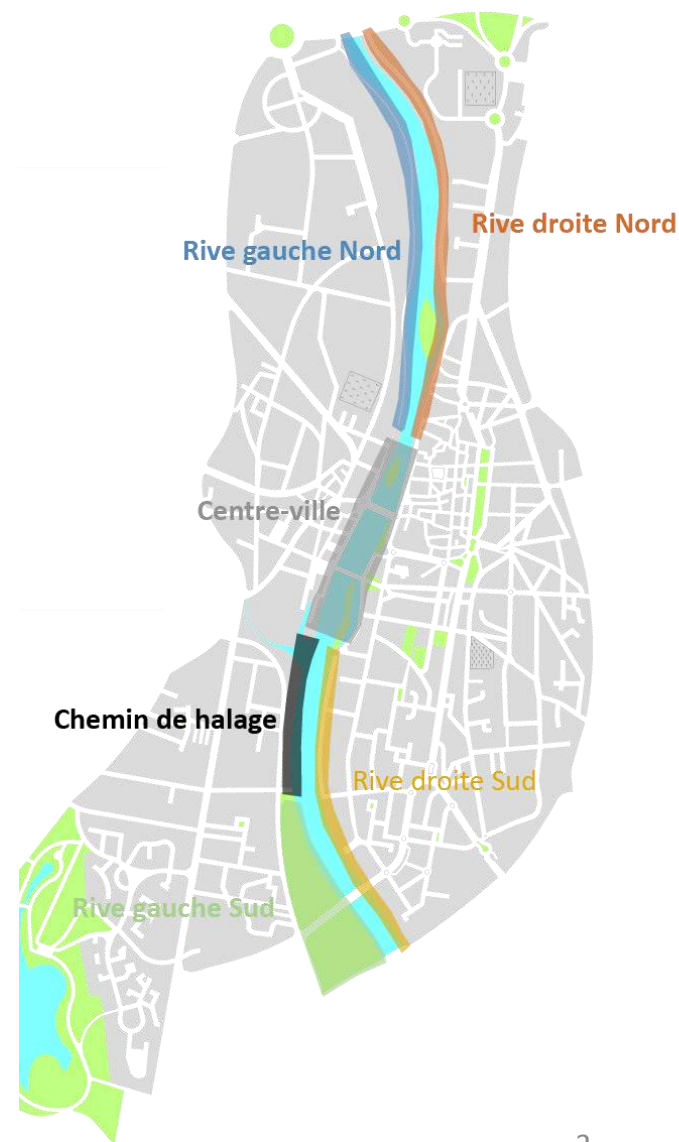 Rive droite Nord
Rive gauche Nord
Centre-ville
Chemin de halage
Rive droite Sud
Rive gauche Sud